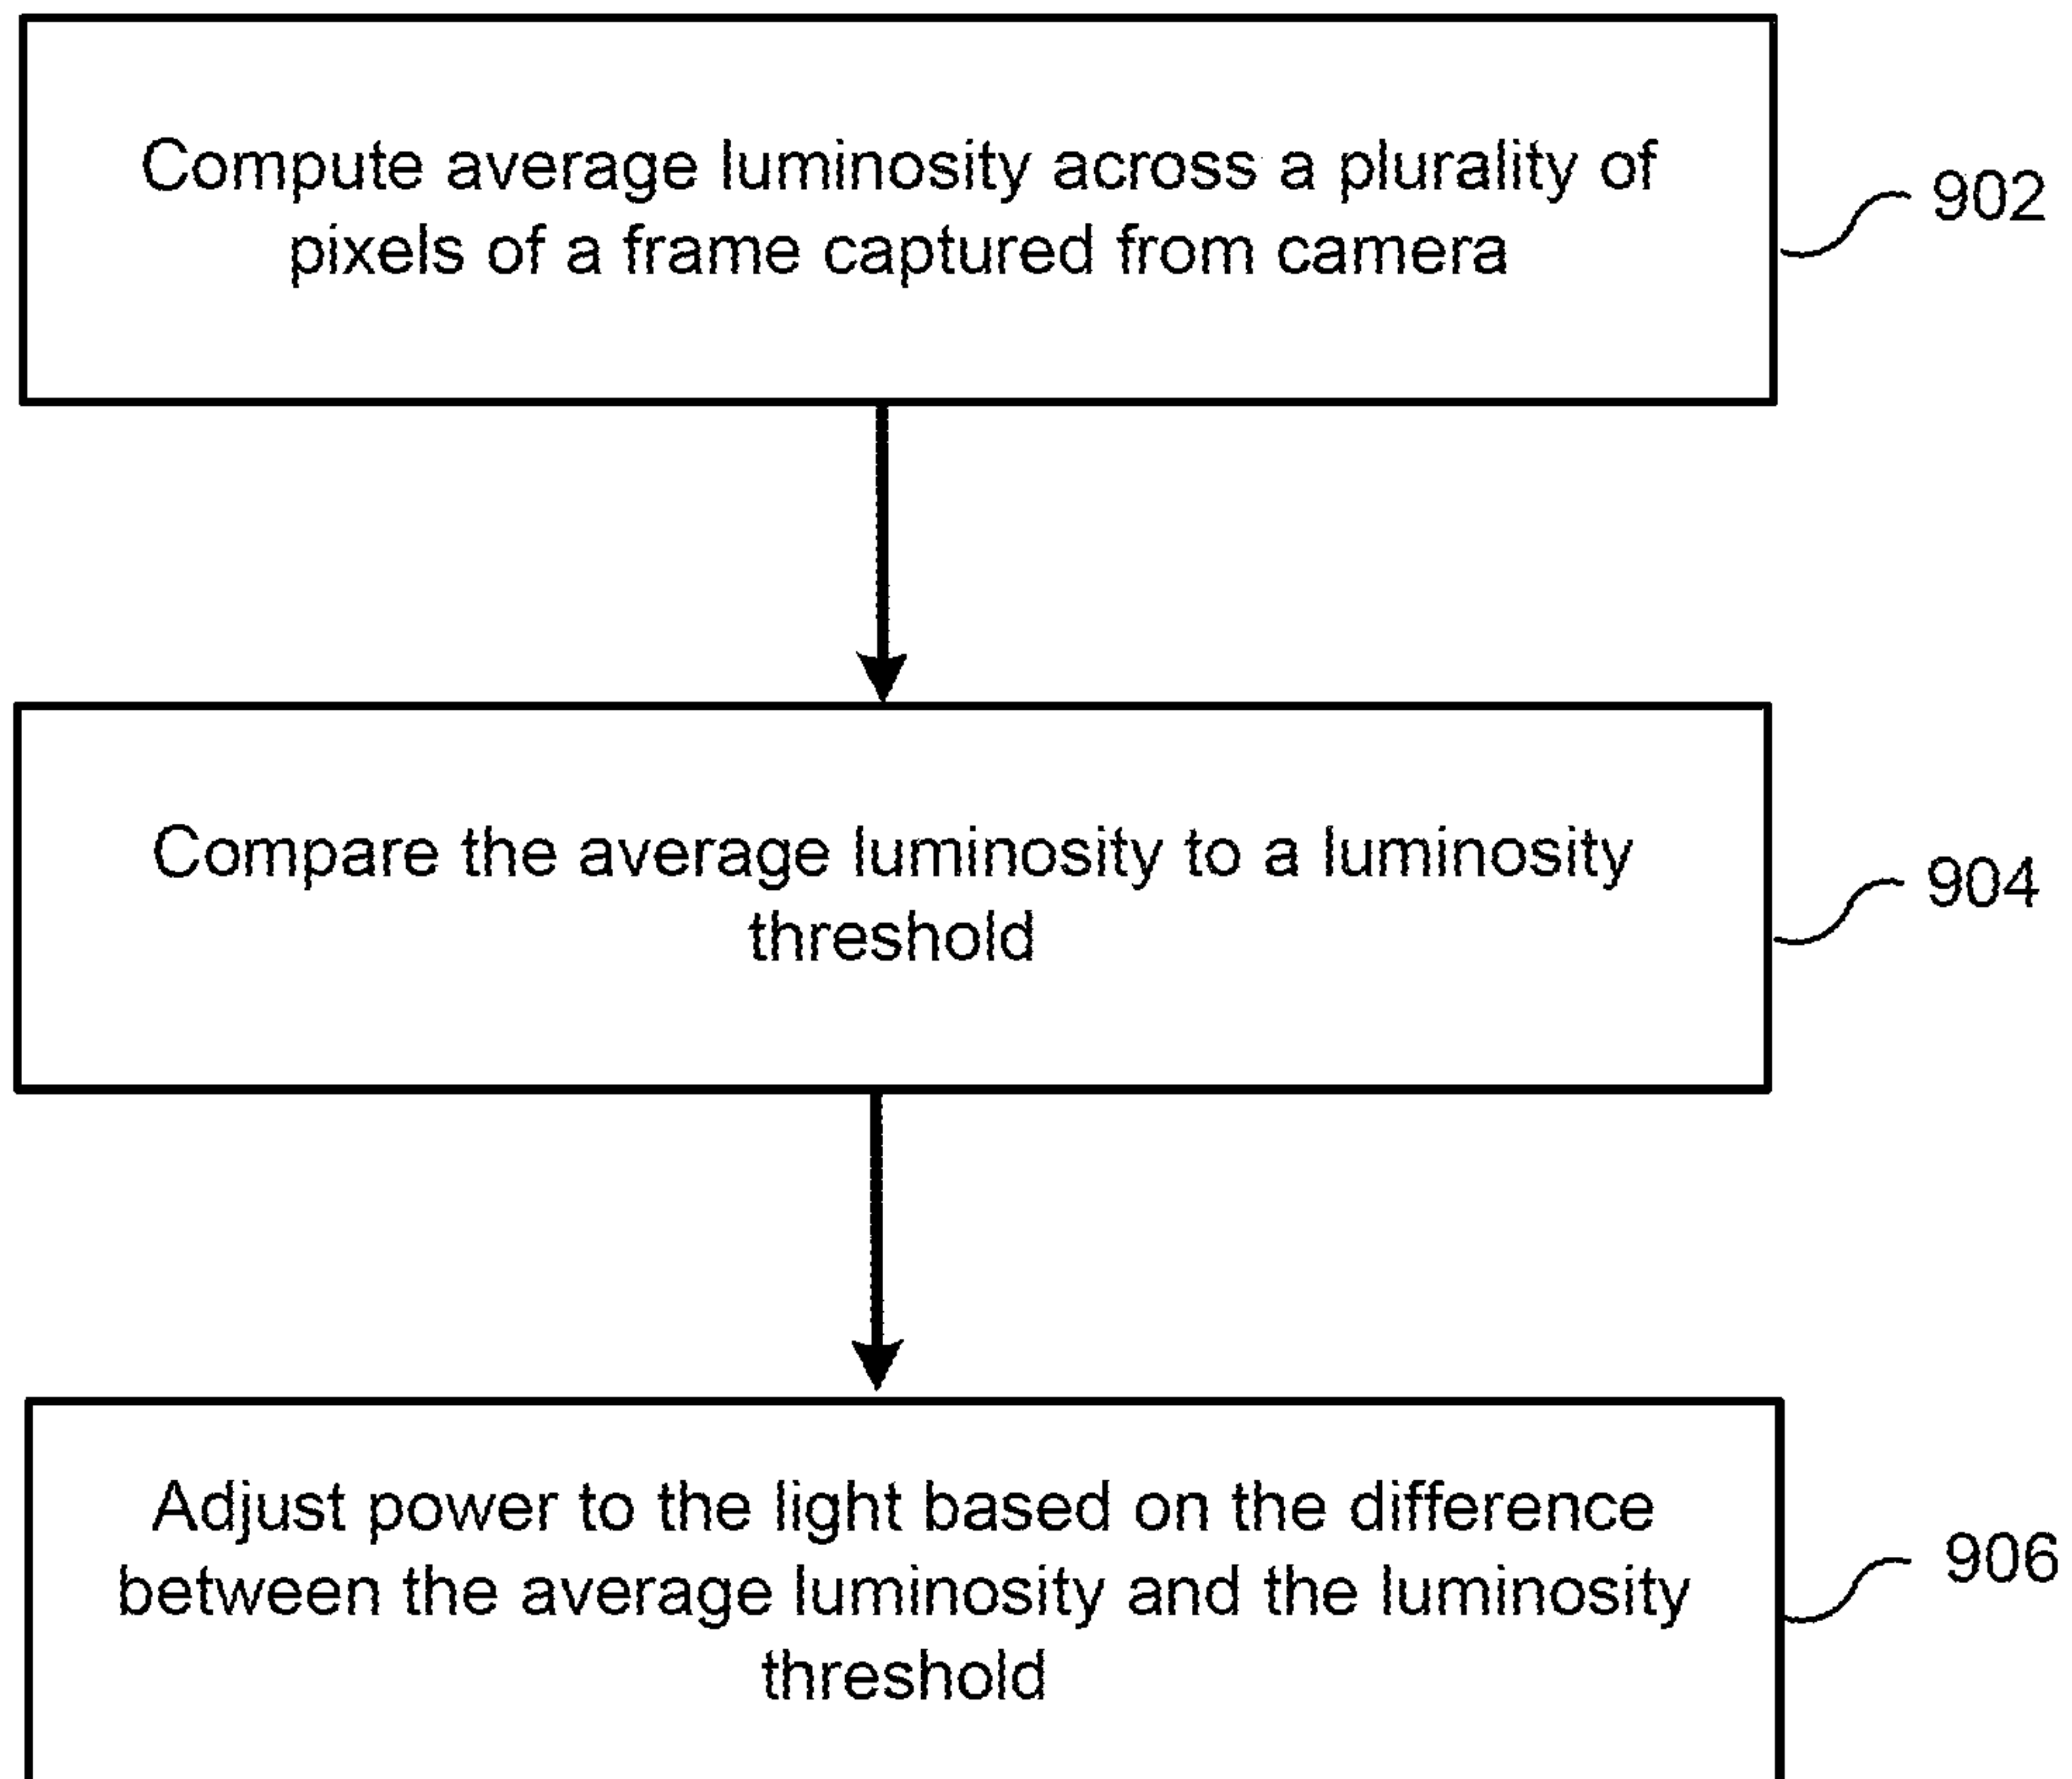 Compute average luminosity across a plurality of
pixels of a frame captured from camera
902
Compare the average luminosity to a luminosity
threshold
904
Adjust power to the light based on the difference
between the average luminosity and the luminosity
threshold
906